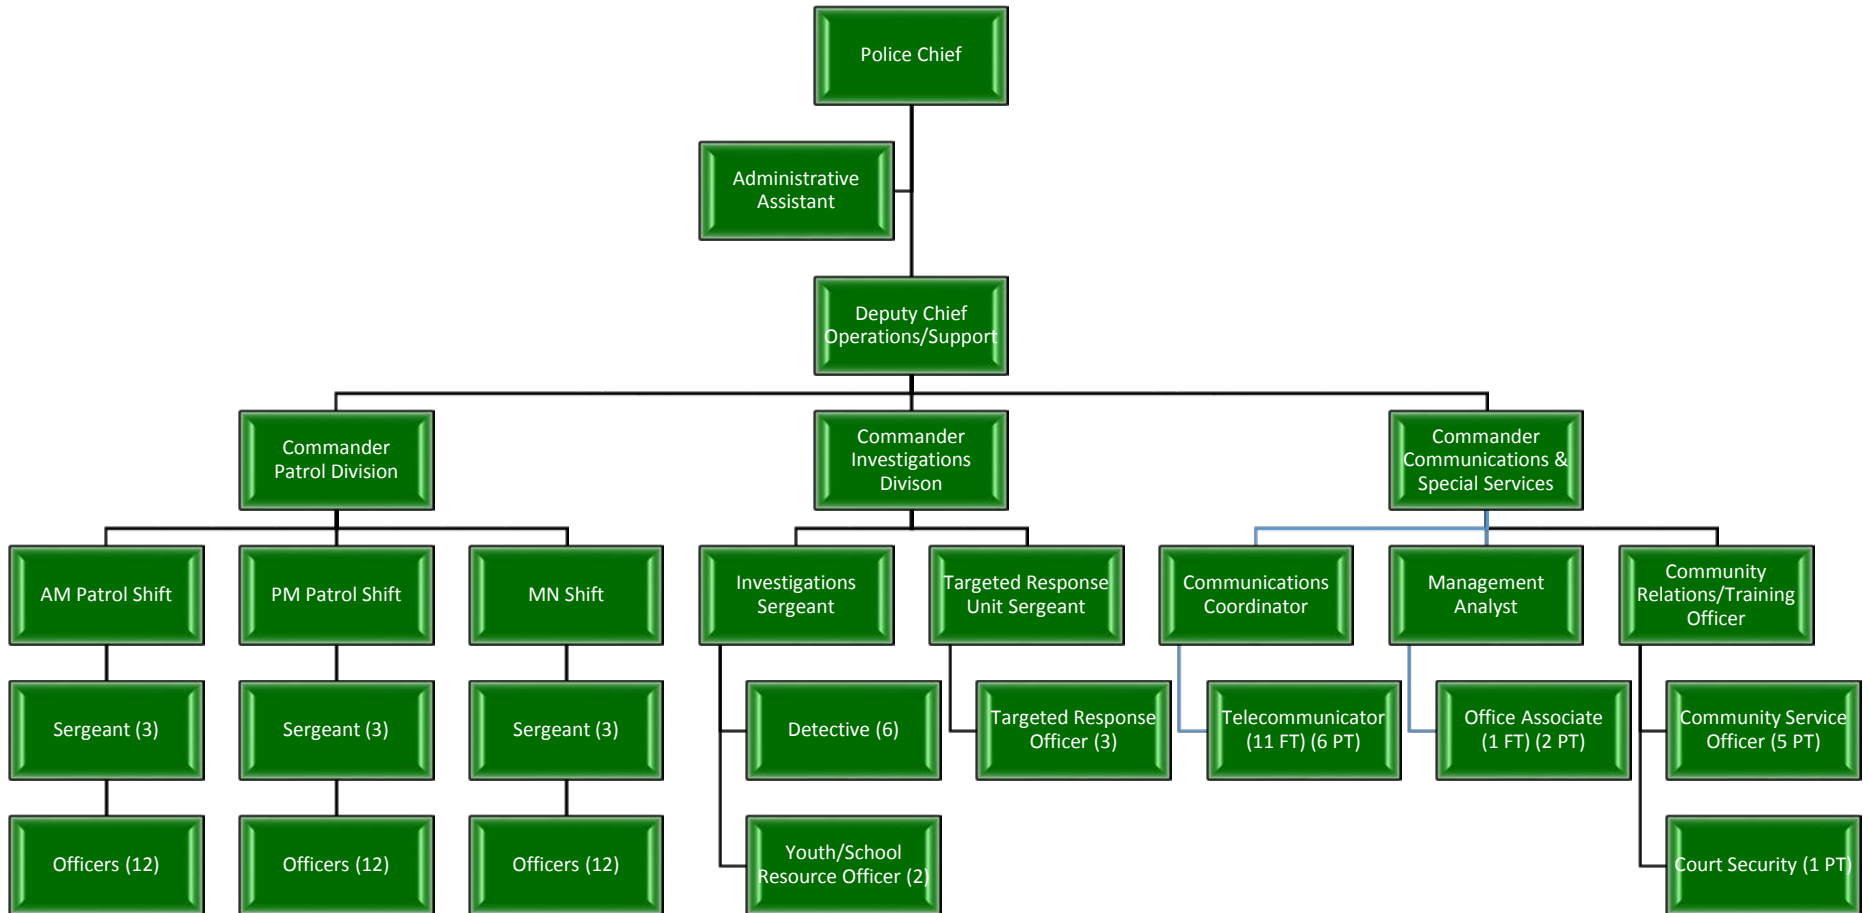 Police Chief
Administrative
Assistant
Deputy Chief
Operations/Support
Commander
Patrol Division
Commander
Investigations
Divison
Commander
Communications &
Special Services
AM Patrol Shift
PM Patrol Shift
MN Shift
Investigations
Sergeant
Targeted Response
Unit Sergeant
Communications
Coordinator
Management
Analyst
Community
Relations/Training
Officer
Sergeant (3)
Sergeant (3)
Sergeant (3)
Detective (6)
Targeted Response
Officer (3)
Telecommunicator
(11 FT) (6 PT)
Office Associate
(1 FT) (2 PT)
Community Service
Officer (5 PT)
Officers (12)
Officers (12)
Officers (12)
Youth/School
Resource Officer (2)
Court Security (1 PT)